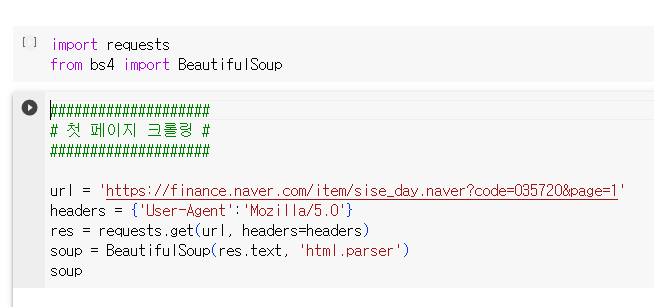 [ ] import requests
from bs4 import BeautifulSoup
####################
# 첫 페이지 크롤링 #
####################
url = 'https://finance.naver.com/item/sise_day.naver?code=035720&page=1'
headers = {'User-Agent':'Mozilla/5.0'}
res = requests.get(url, headers=headers)
soup = BeautifulSoup(res.text, 'html.parser')
soup